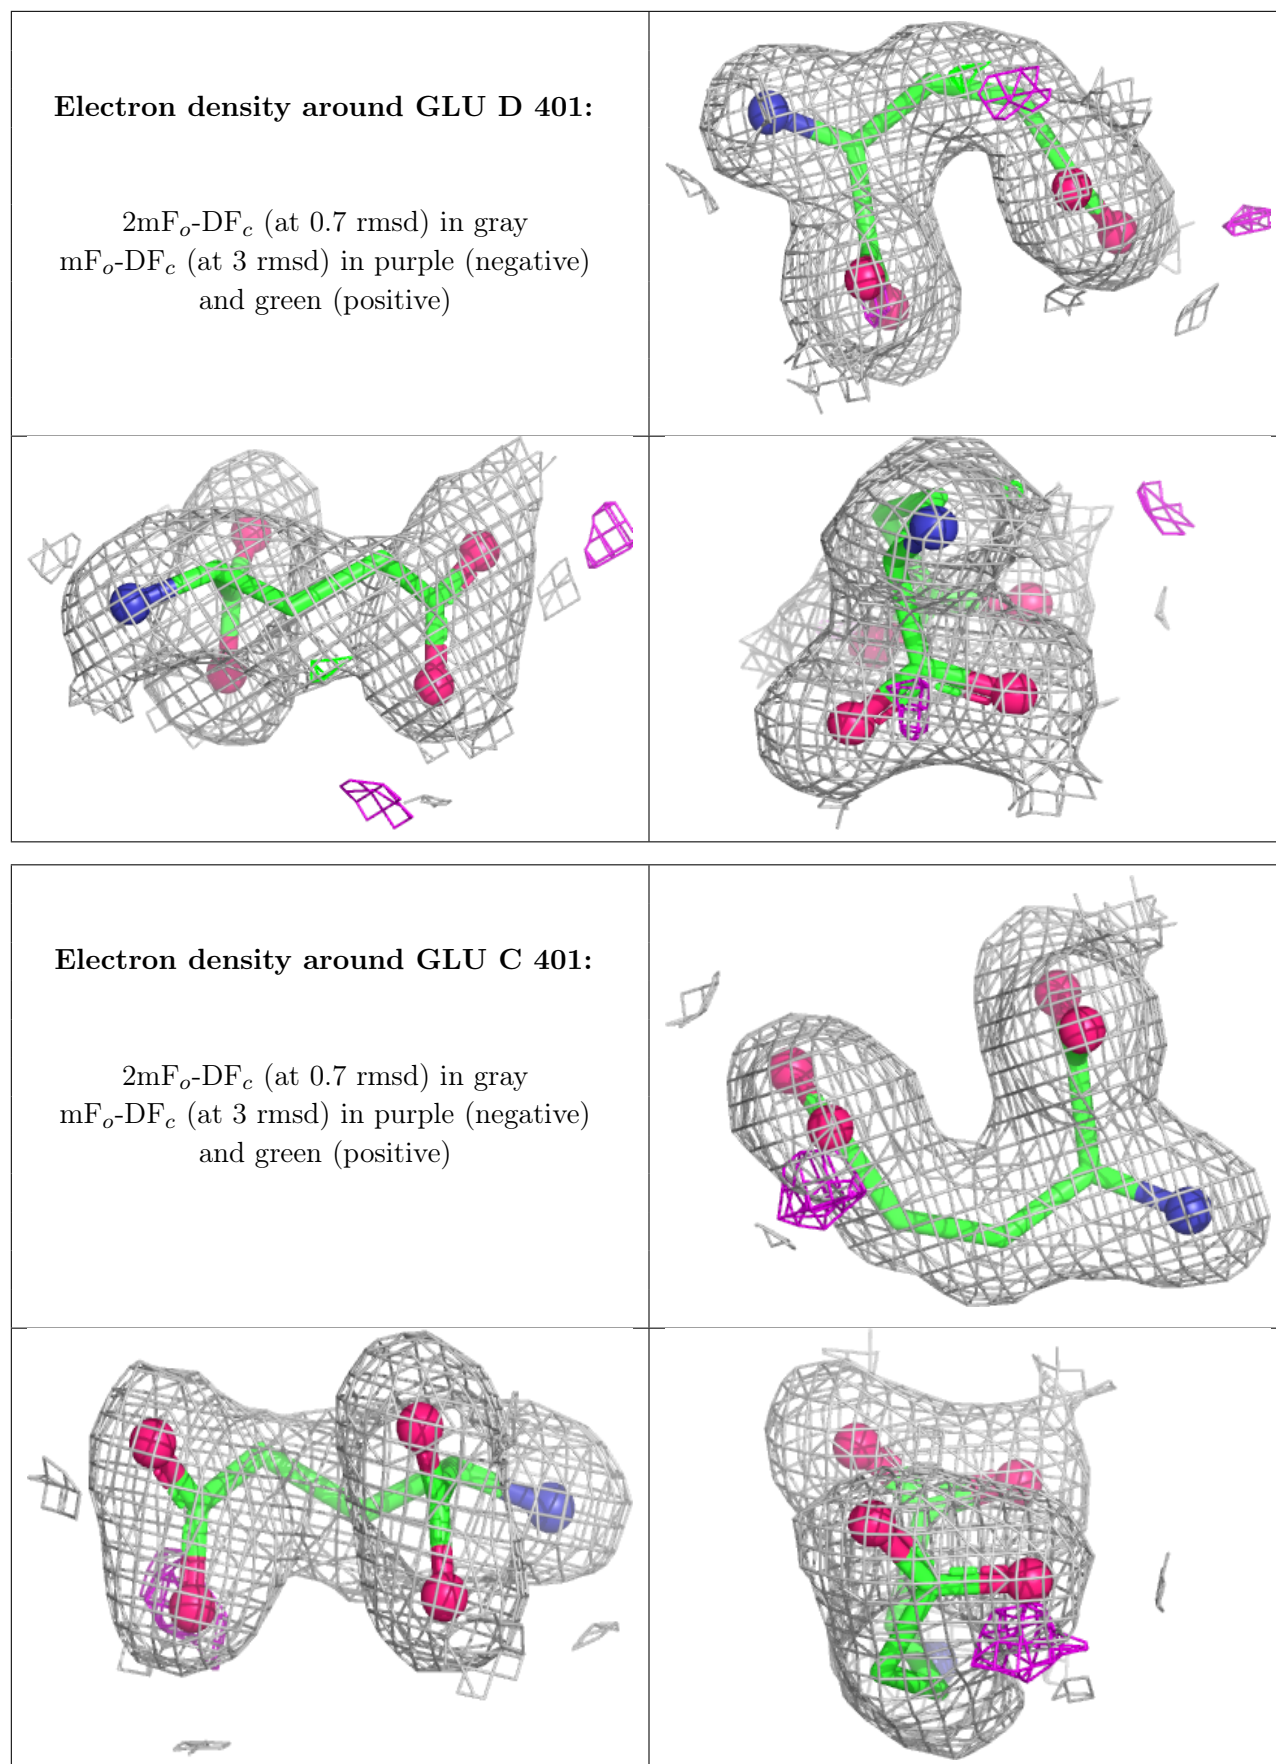 Electron density around GLU D 401:
2mFo-DFc (at 0.7 rmsd) in gray
mFo-DFc (at 3 rmsd) in purple (negative)
and green (positive)
Electron density around GLU C 401:
2mFo-DFc (at 0.7 rmsd) in gray
mFo-DFc (at 3 rmsd) in purple (negative)
and green (positive)